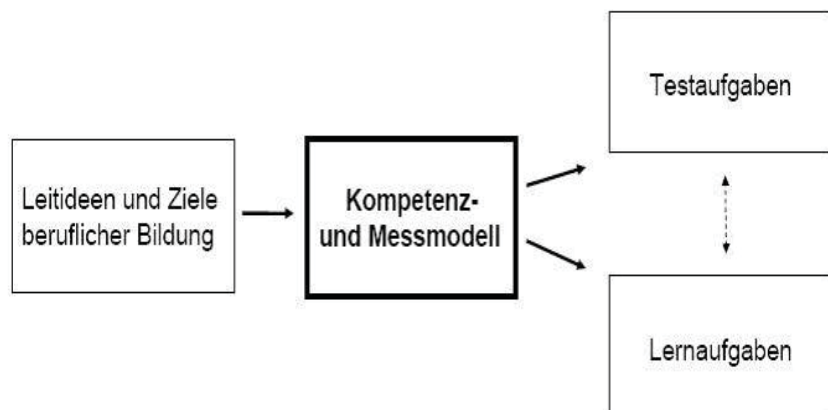 Leitideen und Ziele
beruflicher Bildung
Kompetenz-
und Messmodell
Testaufgaben
Lernaufgaben